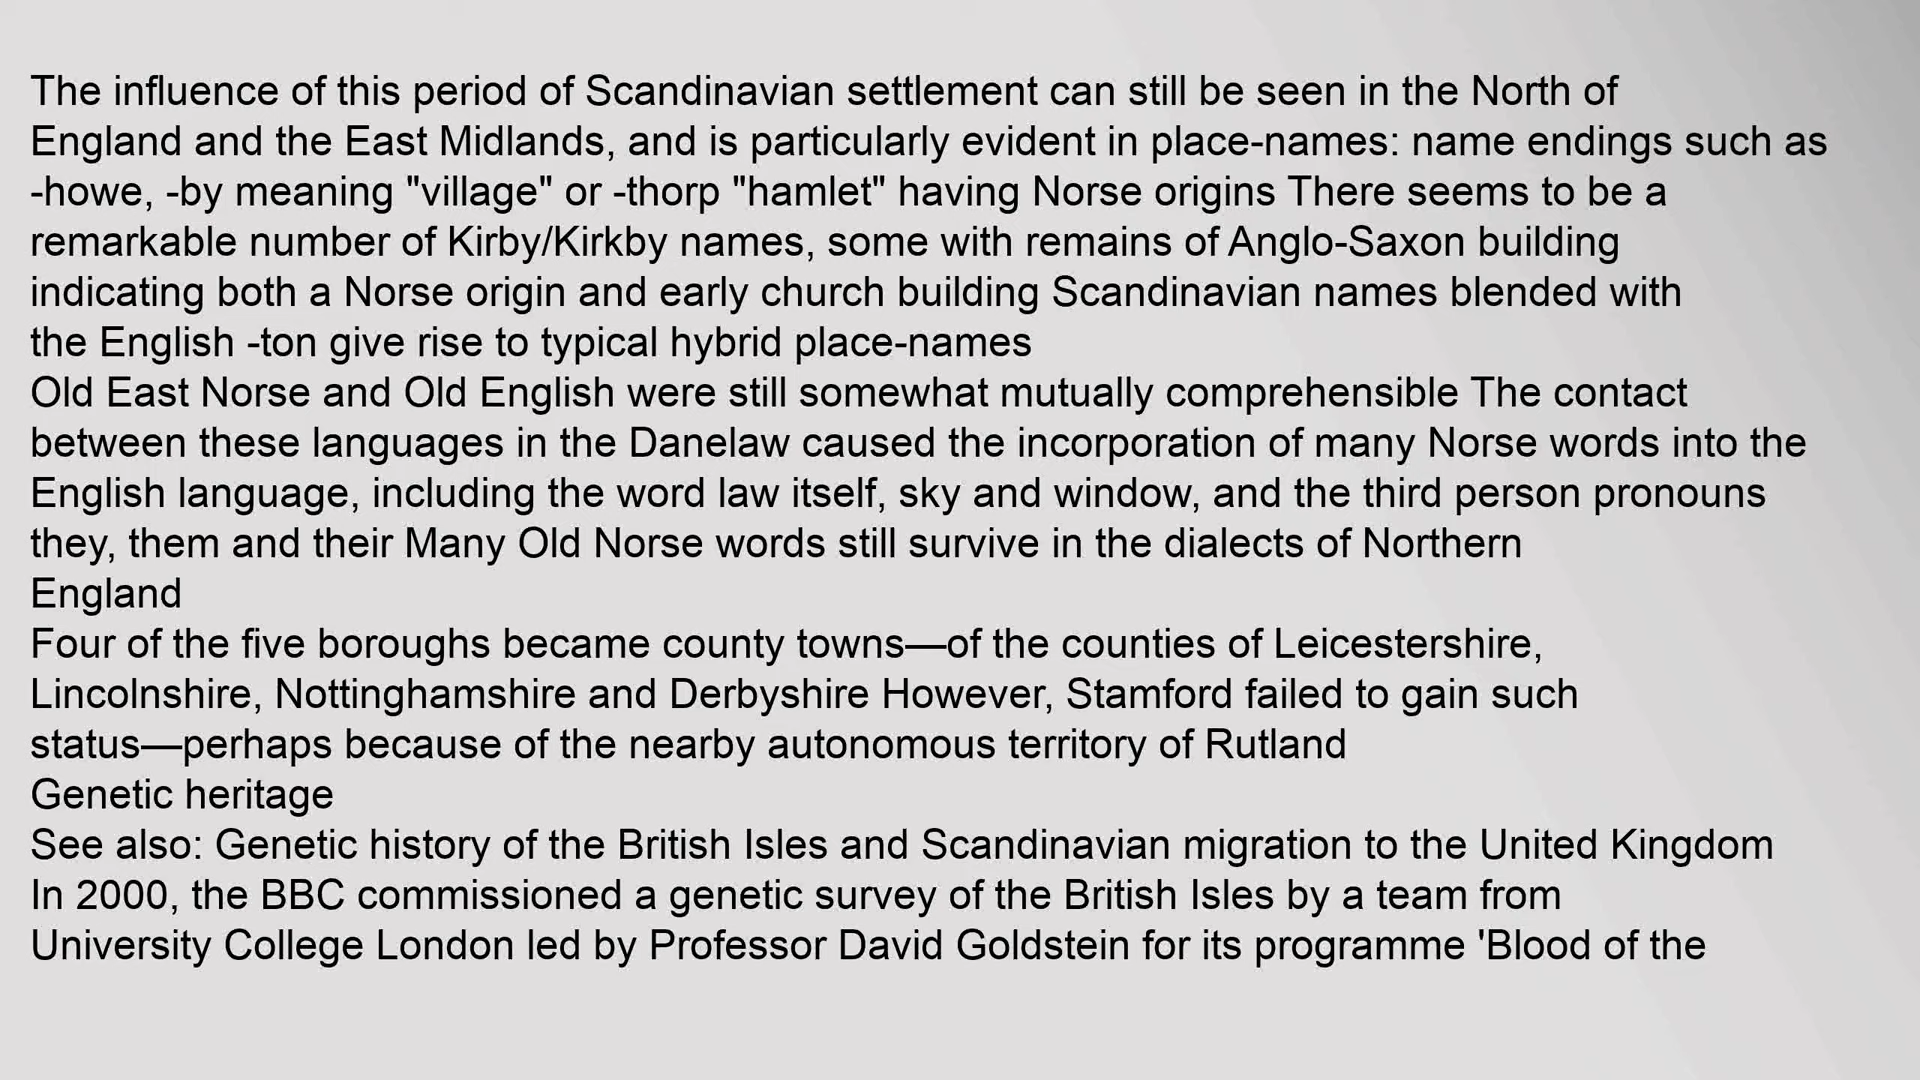 The influence of this period of Scandinavian settlement can still be seen in the North of
England and the East Midlands, and is particularly evident in place-names: name endings such as
-howe, -by meaning "village" or -thorp "hamlet" having Norse origins There seems to be a
remarkable number of Kirby/Kirkby names, some with remains of Anglo-Saxon building
indicating both a Norse origin and early church building Scandinavian names blended with
the English -ton give rise to typical hybrid place-names
Old East Norse and Old English were still somewhat mutually comprehensible The contact
between these languages in the Danelaw caused the incorporation of many Norse words into the
English language, including the word law itself, sky and window, and the third person pronouns
they, them and their Many Old Norse words still survive in the dialects of Northern
England
Four of the five boroughs became county towns—of the counties of Leicestershire,
Lincolnshire, Nottinghamshire and Derbyshire However, Stamford failed to gain such
status—perhaps because of the nearby autonomous territory of Rutland
Genetic heritage
See also: Genetic history of the British Isles and Scandinavian migration to the United Kingdom
In 2000, the BBC commissioned a genetic survey of the British Isles by a team from
University College London led by Professor David Goldstein for its programme 'Blood of the